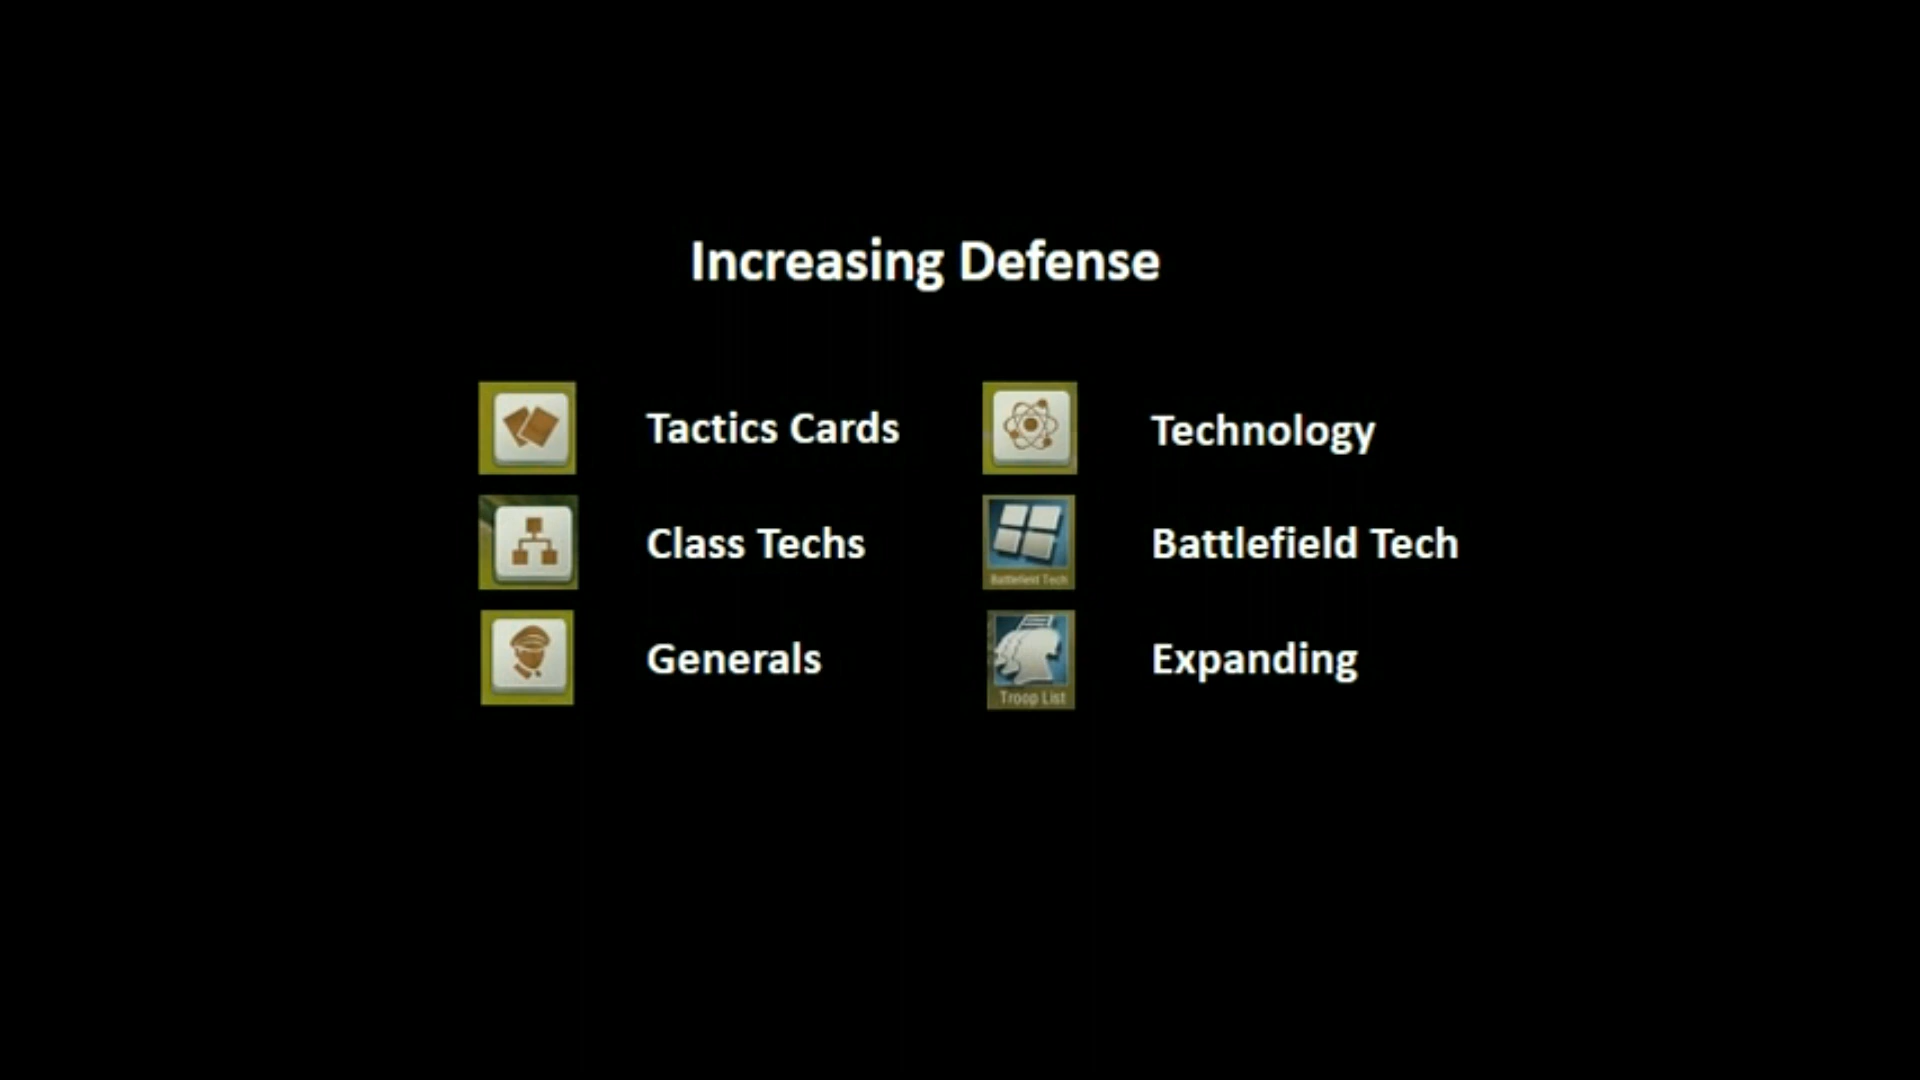 Increasing Defense
Tactics Cards
Technology
Class Techs
Battlefield Tech
Battlefield Tech
Generals
Troop List
Expanding